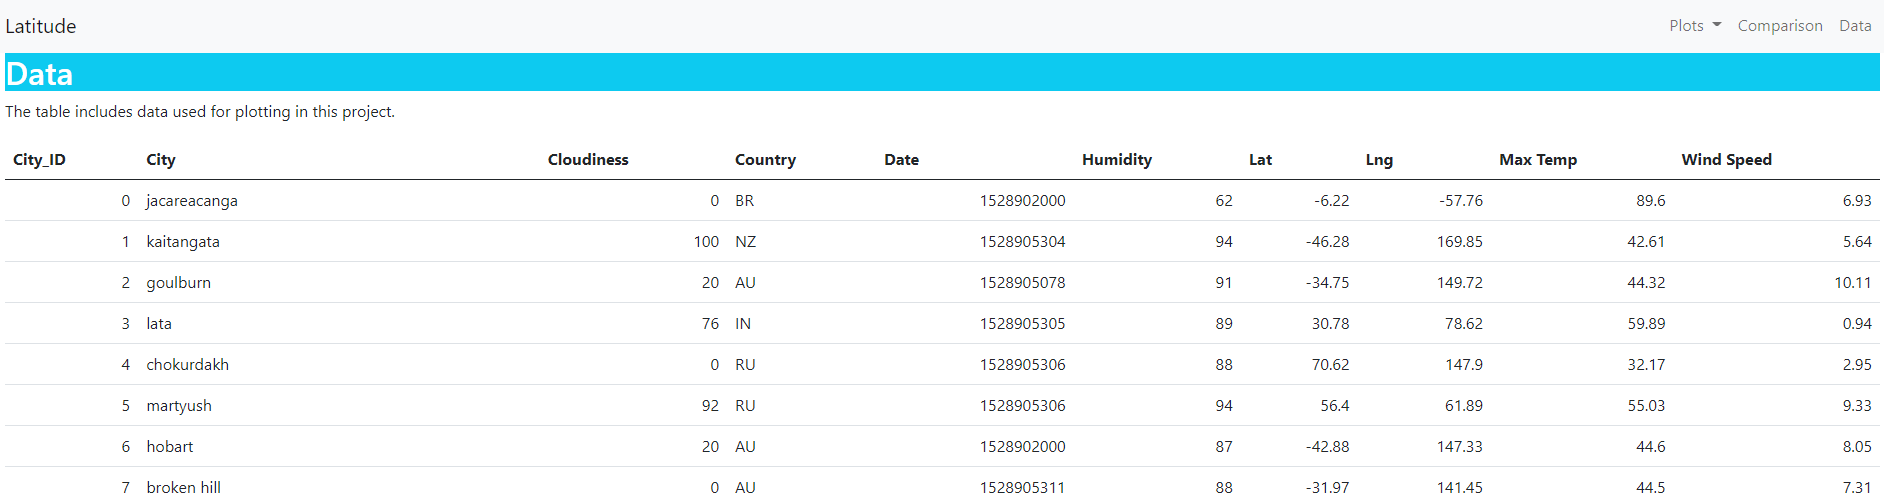 Latitude Plots Comparison Data
Data
The table includes data used for plotting in this project.
City_ID City Cloudiness Country Date Humidity Lat Lng Max Temp Wind Speed
0 jacareacanga 0 BR 1528902000 62 -6.22 -57.76 89.6 6.93
1 kaitangata 100 NZ 1528905304 94 -46.28 169.85 42.61 5.64
2 goulburn 20 AU 1528905078 91 -34.75 149.72 44.32 10.11
3 lata 76 IN 1528905305 89 30.78 78.62 59.89 0.94
4 chokurdakh 0 RU 1528905306 88 70.62 147.9 32.17 2.95
5 martyush 92 RU 1528905306 94 56.4 61.89 55.03 9.33
6 hobart 20 AU 1528902000 87 -42.88 147.33 44.6 8.05
7 broken hill 0 AU 1528905311 88 -31.97 141.45 44.5 7.31